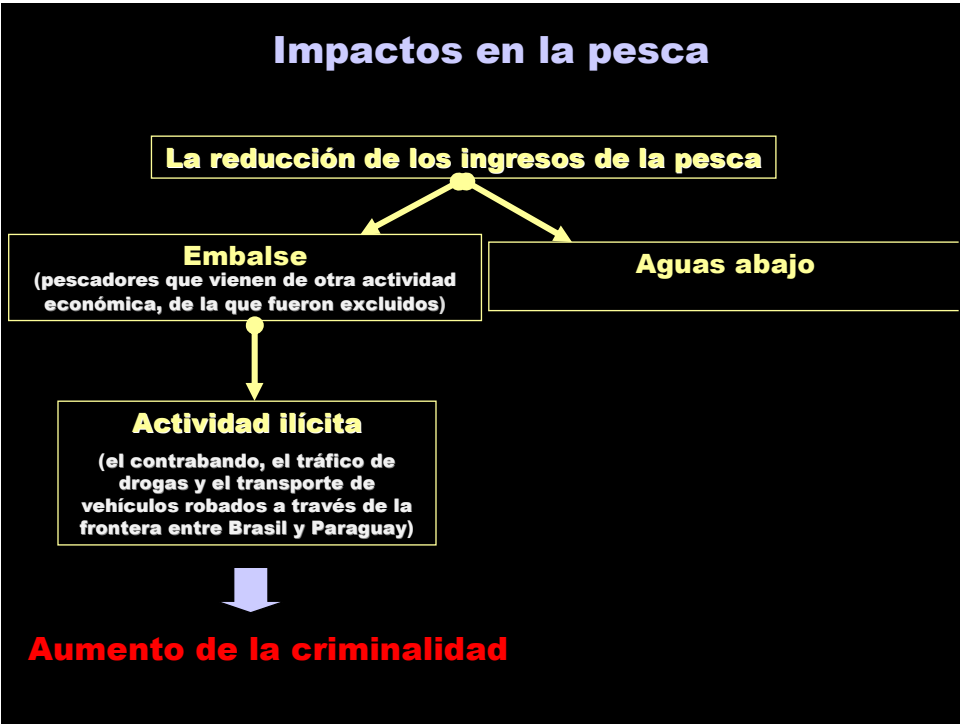 Impactos en la pesca
La reducción de los ingresos de la pesca
Embalse
(pescadores que vienen de otra actividad
económica, de la que fueron excluidos)
Aguas abajo
Actividad ilícita
(el contrabando, el tráfico de
drogas y el transporte de
vehículos robados a través de la
frontera entre Brasil y Paraguay)
Aumento de la criminalidad